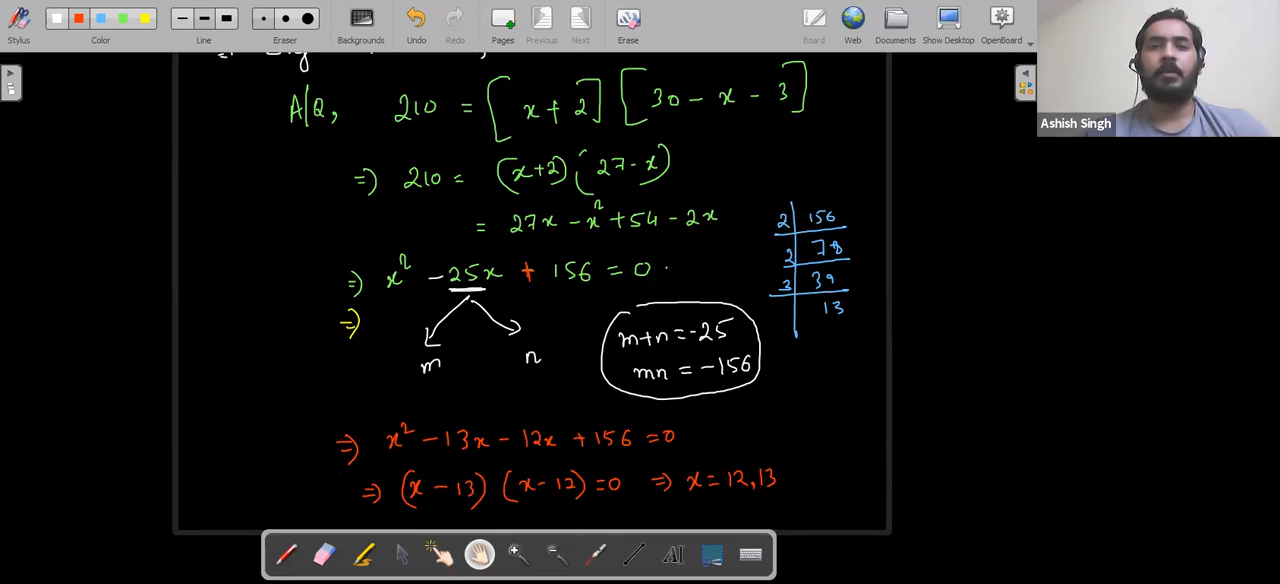 Stylus Color Line Eraser Backgrounds Undo Redo Pages Previous Next Erase Board Web Documents Show Desktop OpenBoard
Ashish Singh
A/Q, 210 = [x + 2] [30 - x - 3]
⇒ 210 = (x+2) (27 - x)
= 27x - x² + 54 - 2x
⇒ x² - 25x + 156 = 0
⇒
m n
m+n = -25
mn = -156
2 | 156
2 | 78
3 | 39
13
⇒ x² - 13x - 12x + 156 = 0
⇒ (x - 13) (x - 12) = 0 ⇒ x = 12, 13
AI